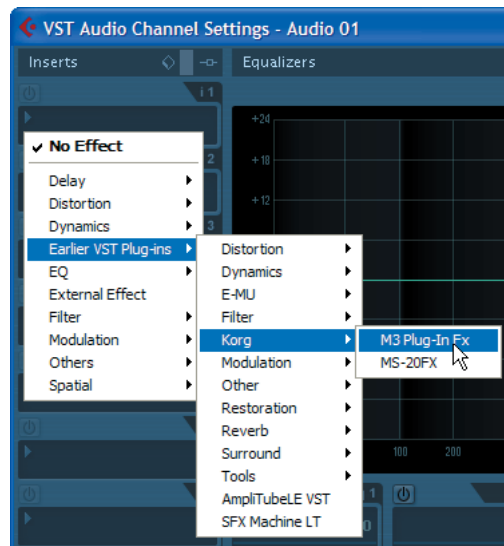 VST Audio Channel Settings - Audio 01
Inserts
Equalizers
i 1
+24
+18
+12
✓ No Effect
2
Delay
Distortion
Dynamics
3
Earlier VST Plug-ins
EQ
External Effect
Filter
Modulation
Others
Spatial
Distortion
Dynamics
E-MU
Filter
Korg
Modulation
Other
Restoration
Reverb
Surround
Tools
AmpliTubeLE VST
SFX Machine LT
M3 Plug-In Fx
MS-20FX
100 200
1
0